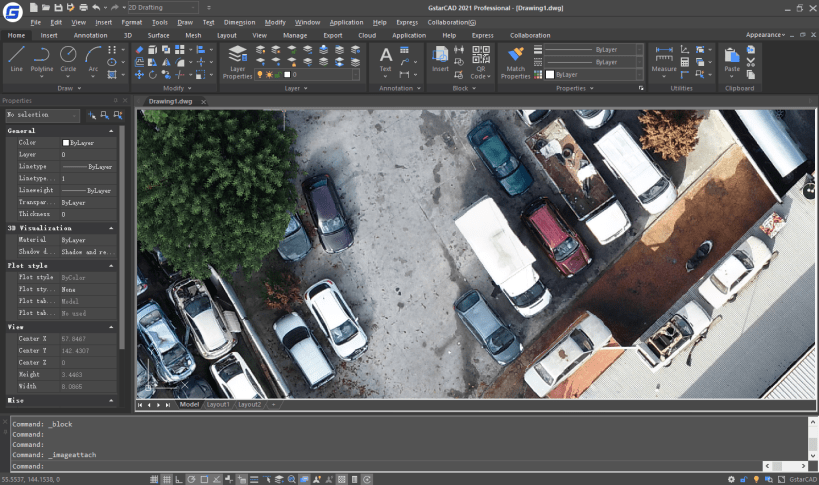 2D Drafting
GstarCAD 2021 Professional - [Drawing1.dwg]
File Edit View Insert Format Tools Draw Text Dimension Modify Window Application Help Express Collaboration(G)
Home Insert Annotation 3D Surface Mesh Layout View Manage Export Cloud Application Help Express Collaboration Appearance
Line Polyline Circle Arc
Layer Properties
Text
Insert
QR Code
Match Properties
ByLayer
ByLayer
ByLayer
Measure
Paste
0
Draw Modify Layer Annotation Block Properties Utilities Clipboard
Properties
Drawing1.dwg
No selection
General
Color ByLayer
Layer 0
Linetype ByLayer
Linetype... 1
Lineweight ByLayer
Transpar... ByLayer
Thickness 0
3D Visualization
Material ByLayer
Shadow d... Shadow and re...
Plot style
Plot style ByColor
Plot sty... None
Plot tab... Model
Plot tab... No used
View
Center X 57.0467
Center Y 142.4307
Center Z 0
Height 3.4463
Width 8.0865
Misc
Model Layout1 Layout2 +
Command: _block
Command:
Command:
Command: _imageattach
Command:
55.5537, 144.1538, 0
GstarCAD